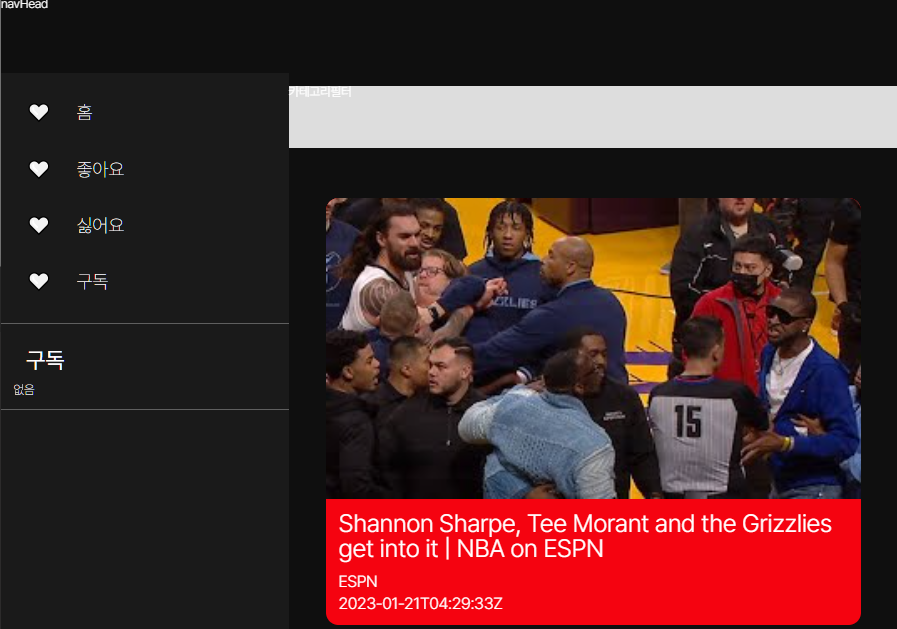 navHead
카테고리필터
홈
좋아요
싫어요
구독
구독
없음
15
Shannon Sharpe, Tee Morant and the Grizzlies
get into it | NBA on ESPN
ESPN
2023-01-21T04:29:33Z